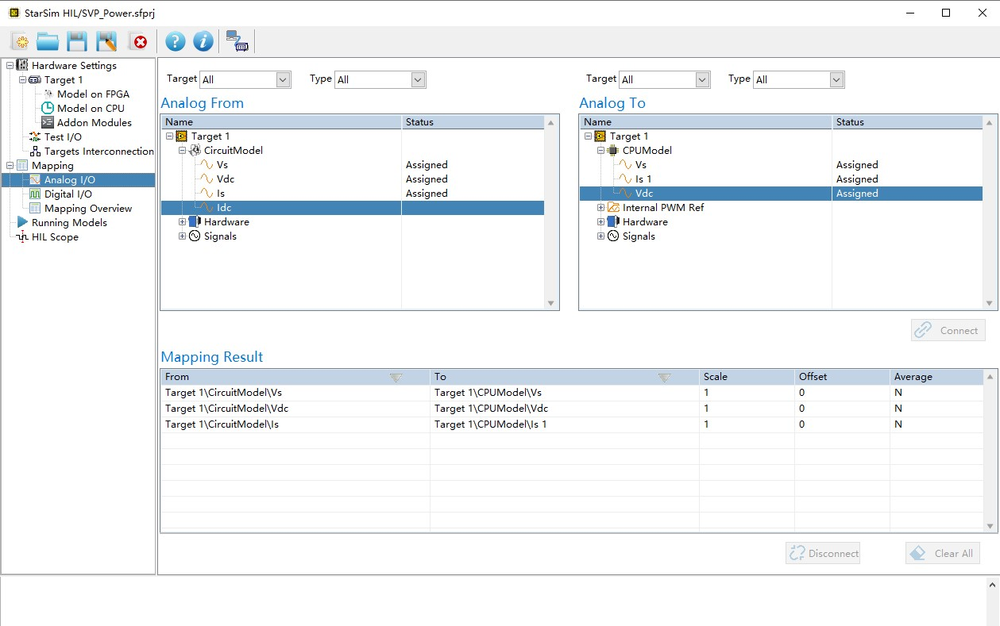 StarSim HIL/SVP_Power.sfprj
Hardware Settings
Target 1
Model on FPGA
Model on CPU
Addon Modules
Test I/O
Targets Interconnection
Mapping
Analog I/O
Digital I/O
Mapping Overview
Running Models
HIL Scope
Target All Type All
Analog From
Name Status
Target 1
CircuitModel
Vs Assigned
Vdc Assigned
Is Assigned
Idc
Hardware
Signals
Target All Type All
Analog To
Name Status
Target 1
CPUModel
Vs Assigned
Is 1 Assigned
Vdc Assigned
Internal PWM Ref
Hardware
Signals
Connect
Mapping Result
From To Scale Offset Average
Target 1\CircuitModel\Vs Target 1\CPUModel\Vs 1 0 N
Target 1\CircuitModel\Vdc Target 1\CPUModel\Vdc 1 0 N
Target 1\CircuitModel\Is Target 1\CPUModel\Is 1 1 0 N
Disconnect Clear All